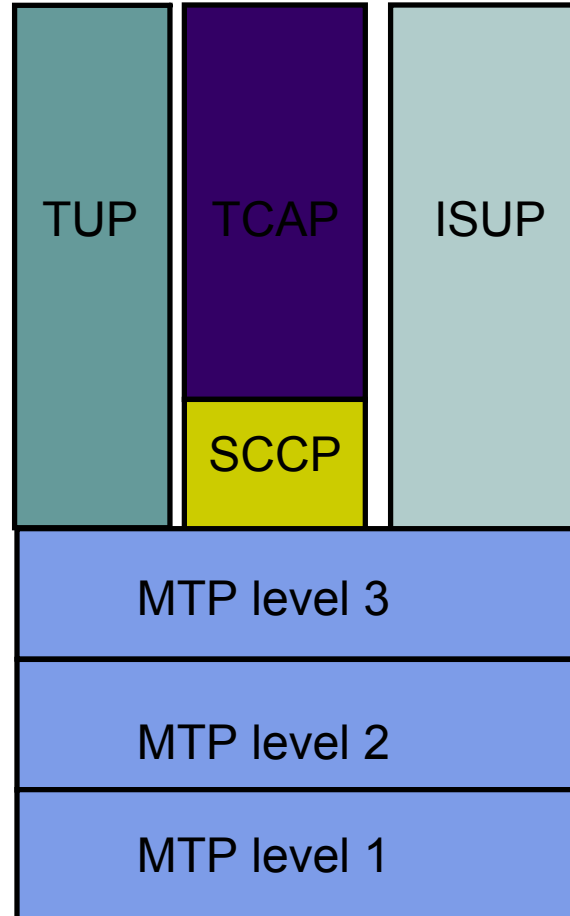 TUP TCAP ISUP
SCCP
MTP level 3
MTP level 2
MTP level 1